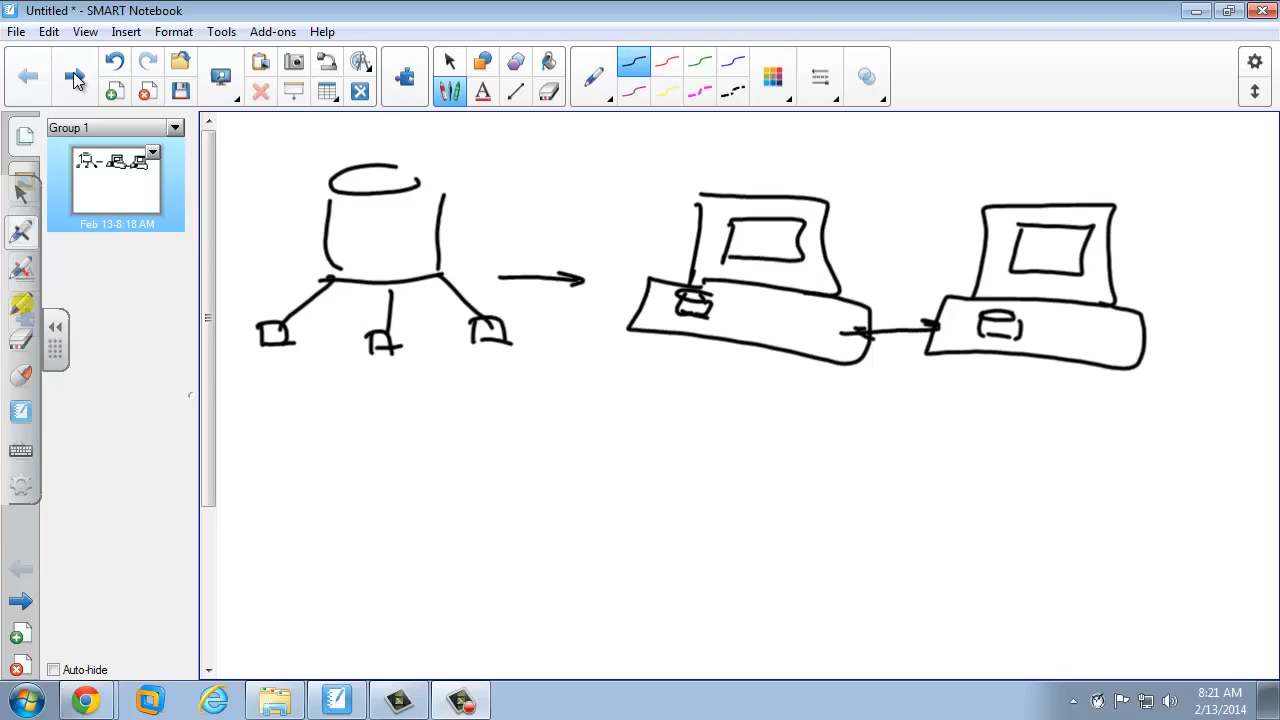 Untitled * - SMART Notebook
File Edit View Insert Format Tools Add-ons Help
Group 1
Feb 13-8:18 AM
Auto-hide
8:21 AM
2/13/2014